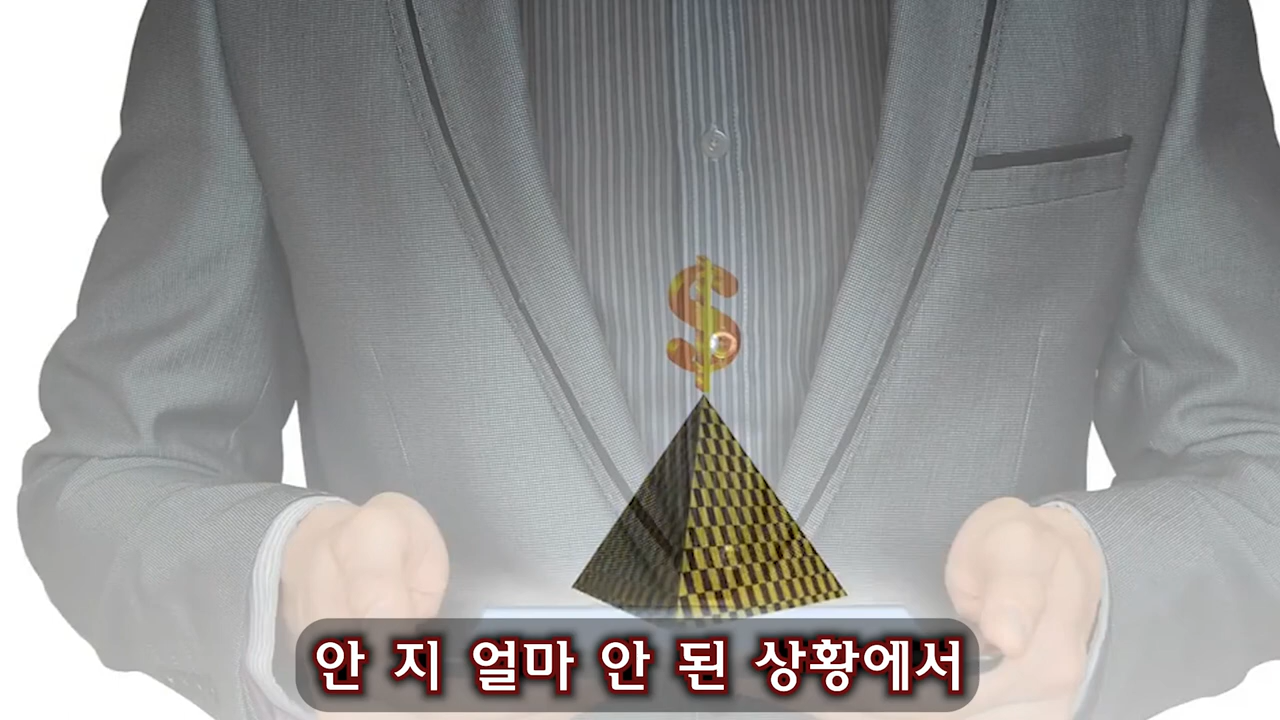 $
안 지 얼마 안 된 상황에서